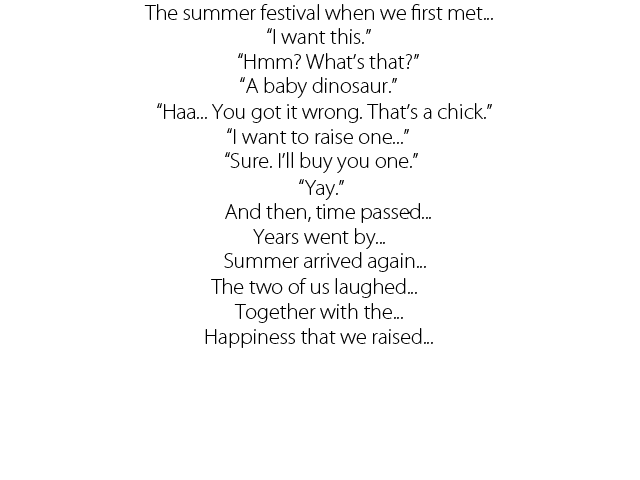 The summer festival when we first met...
“I want this.”
“Hmm? What’s that?”
“A baby dinosaur.”
“Haa... You got it wrong. That’s a chick.”
“I want to raise one...”
“Sure. I’ll buy you one.”
“Yay.”
And then, time passed...
Years went by...
Summer arrived again...
The two of us laughed...
Together with the...
Happiness that we raised...